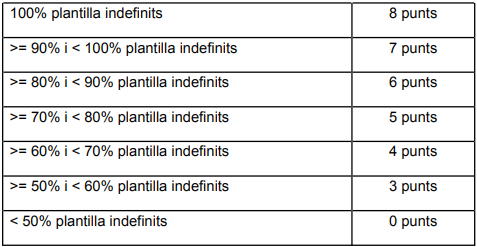 100% plantilla indefinits 8 punts
>= 90% i < 100% plantilla indefinits 7 punts
>= 80% i < 90% plantilla indefinits 6 punts
>= 70% i < 80% plantilla indefinits 5 punts
>= 60% i < 70% plantilla indefinits 4 punts
>= 50% i < 60% plantilla indefinits 3 punts
< 50% plantilla indefinits 0 punts